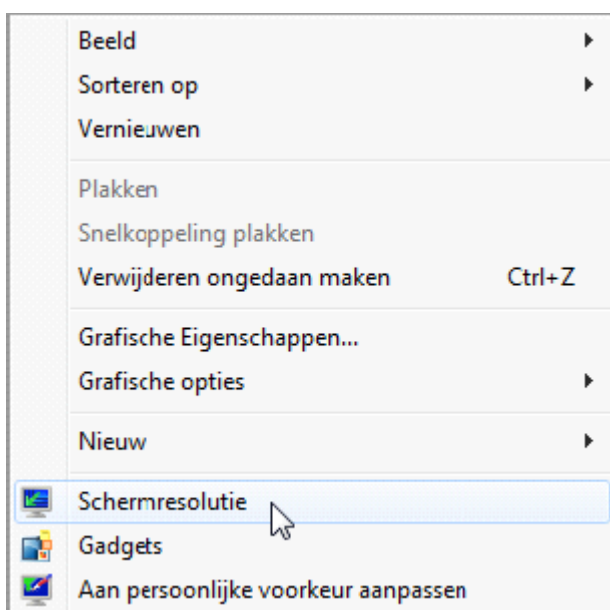 Beeld
Sorteren op
Vernieuwen
Plakken
Snelkoppeling plakken
Verwijderen ongedaan maken Ctrl+Z
Grafische Eigenschappen...
Grafische opties
Nieuw
Schermresolutie
Gadgets
Aan persoonlijke voorkeur aanpassen